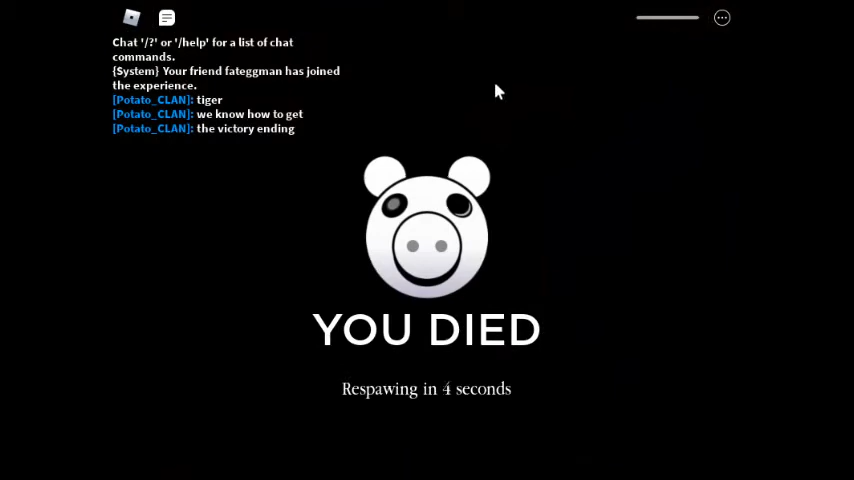 Chat '/?' or '/help' for a list of chat
commands.
{System} Your friend fateggman has joined
the experience.
[Potato_CLAN]: tiger
[Potato_CLAN]: we know how to get
[Potato_CLAN]: the victory ending
YOU DIED
Respawing in 4 seconds